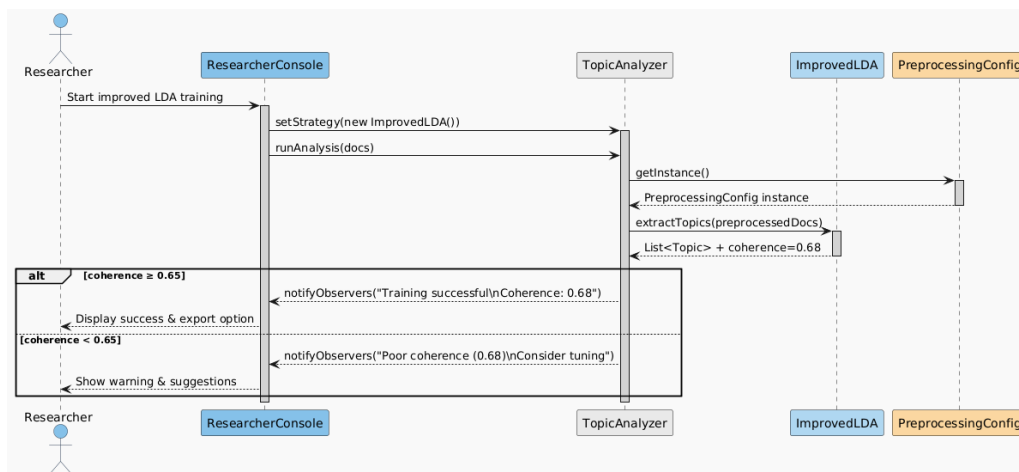 Researcher
ResearcherConsole
TopicAnalyzer
ImprovedLDA
PreprocessingConfig
Start improved LDA training
setStrategy(new ImprovedLDA())
runAnalysis(docs)
getInstance()
PreprocessingConfig instance
extractTopics(preprocessedDocs)
List<Topic> + coherence=0.68
alt
[coherence ≥ 0.65]
notifyObservers("Training successful\nCoherence: 0.68")
Display success & export option
[coherence < 0.65]
notifyObservers("Poor coherence (0.68)\nConsider tuning")
Show warning & suggestions
Researcher
ResearcherConsole
TopicAnalyzer
ImprovedLDA
PreprocessingConfig